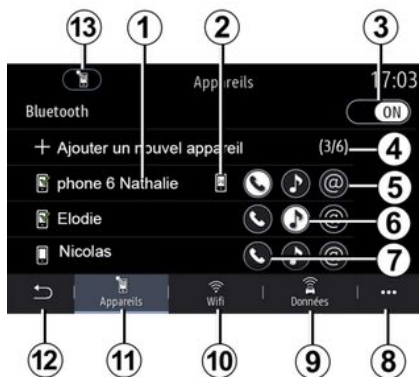 13 1 2 3
Appareils 17:03
Bluetooth ON
+ Ajouter un nouvel appareil (3/6) 4
phone 6 Nathalie @ 5
Elodie @ 6
Nicolas @ 7
Appareils Wifi Données ...
12 11 10 9 8